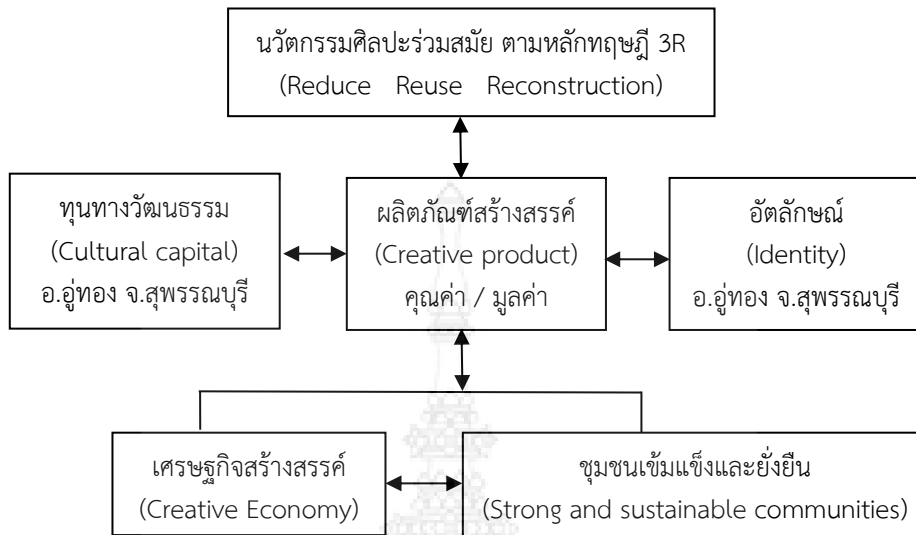 นวัตกรรมศิลปะร่วมสมัย ตามหลักทฤษฎี 3R
(Reduce Reuse Reconstruction)
ทุนทางวัฒนธรรม
(Cultural capital)
อ.อู่ทอง จ.สุพรรณบุรี
ผลิตภัณฑ์สร้างสรรค์
(Creative product)
คุณค่า / มูลค่า
อัตลักษณ์
(Identity)
อ.อู่ทอง จ.สุพรรณบุรี
เศรษฐกิจสร้างสรรค์
(Creative Economy)
ชุมชนเข้มแข็งและยั่งยืน
(Strong and sustainable communities)